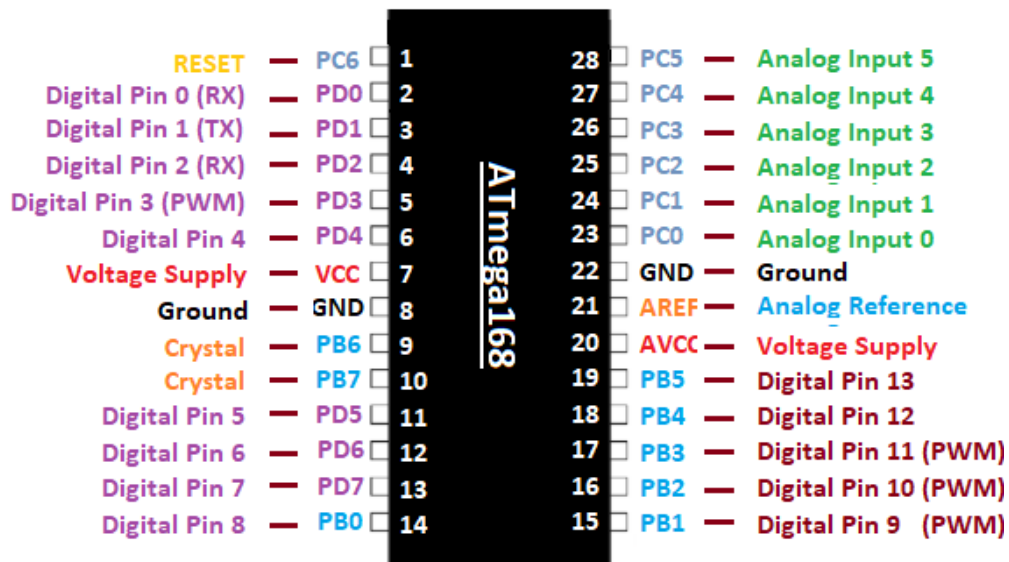 RESET — PC6 1
Digital Pin 0 (RX) — PD0 2
Digital Pin 1 (TX) — PD1 3
Digital Pin 2 (RX) — PD2 4
Digital Pin 3 (PWM) — PD3 5
Digital Pin 4 — PD4 6
Voltage Supply — VCC 7
Ground — GND 8
Crystal — PB6 9
Crystal — PB7 10
Digital Pin 5 — PD5 11
Digital Pin 6 — PD6 12
Digital Pin 7 — PD7 13
Digital Pin 8 — PB0 14
ATmega168
28 PC5 — Analog Input 5
27 PC4 — Analog Input 4
26 PC3 — Analog Input 3
25 PC2 — Analog Input 2
24 PC1 — Analog Input 1
23 PC0 — Analog Input 0
22 GND — Ground
21 AREF — Analog Reference
20 AVCC — Voltage Supply
19 PB5 — Digital Pin 13
18 PB4 — Digital Pin 12
17 PB3 — Digital Pin 11 (PWM)
16 PB2 — Digital Pin 10 (PWM)
15 PB1 — Digital Pin 9 (PWM)